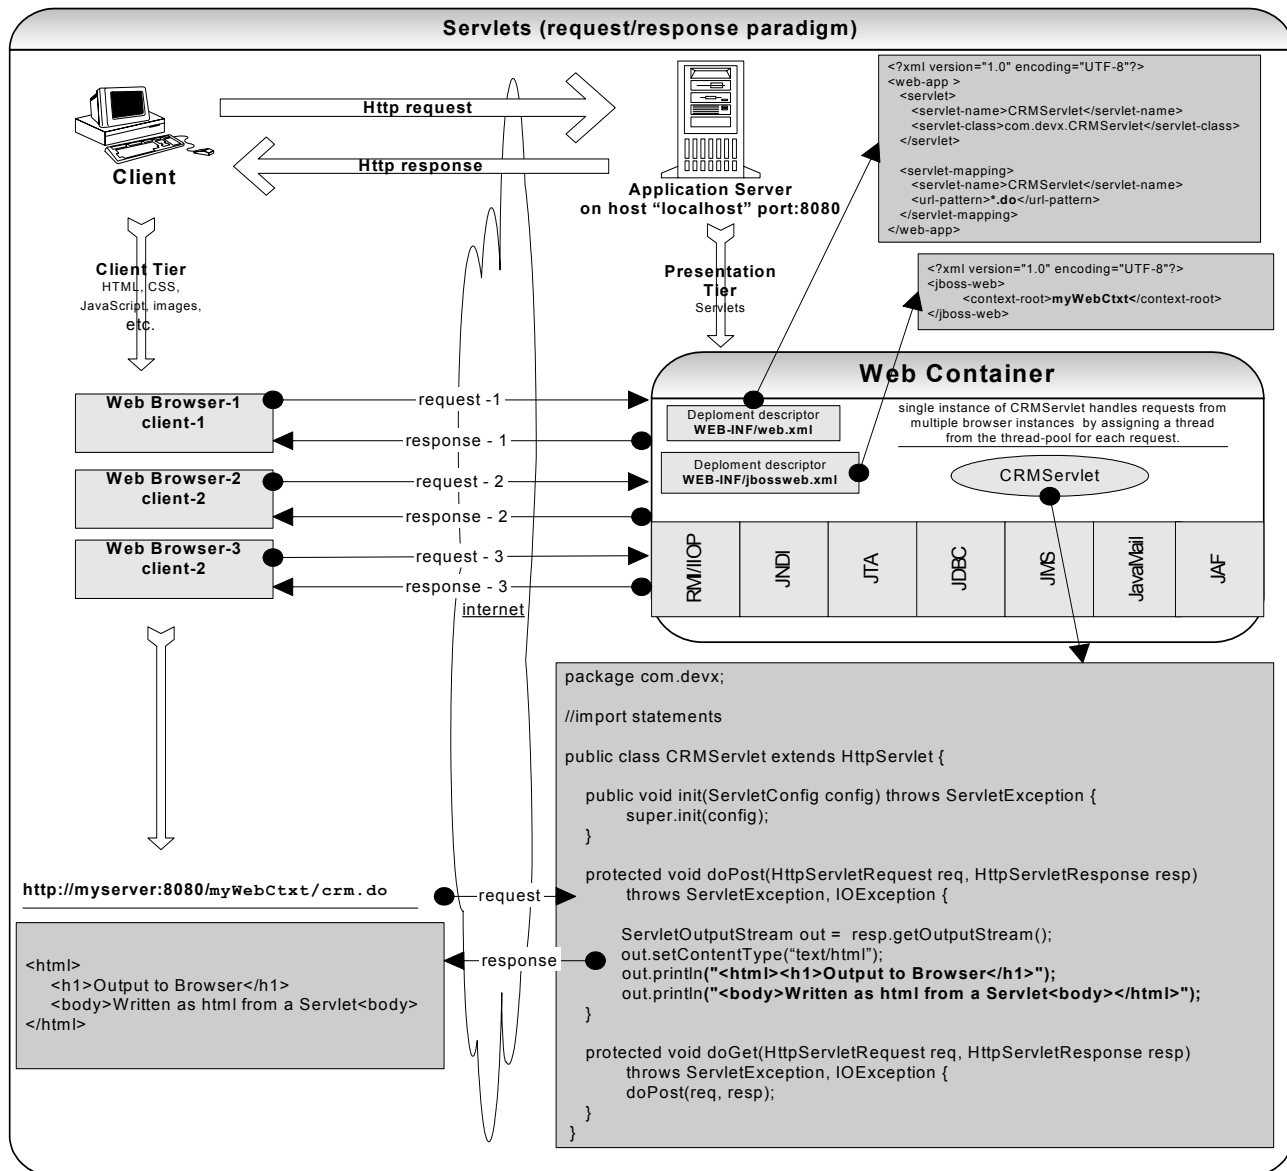 Servlets (request/response paradigm)
Http request
Http response
Client
Application Server
on host “localhost” port:8080
<?xml version="1.0" encoding="UTF-8"?>
<web-app >
<servlet>
<servlet-name>CRMServlet</servlet-name>
<servlet-class>com.devx.CRMServlet</servlet-class>
</servlet>
<servlet-mapping>
<servlet-name>CRMServlet</servlet-name>
<url-pattern>*.do</url-pattern>
</servlet-mapping>
</web-app>
Client Tier
HTML, CSS,
JavaScript, images,
etc.
Presentation
Tier
Servlets
<?xml version="1.0" encoding="UTF-8"?>
<jboss-web>
<context-root>myWebCtxt</context-root>
</jboss-web>
Web Container
Web Browser-1
client-1
request -1
response - 1
Deploment descriptor
WEB-INF/web.xml
single instance of CRMServlet handles requests from
multiple browser instances by assigning a thread
from the thread-pool for each request.
Web Browser-2
client-2
request - 2
response - 2
Deploment descriptor
WEB-INF/jbossweb.xml
CRMServlet
Web Browser-3
client-2
request - 3
response - 3
internet
RMI/IIOP
JNDI
JTA
JDBC
JMS
JavaMail
JAF
package com.devx;
//import statements
public class CRMServlet extends HttpServlet {
public void init(ServletConfig config) throws ServletException {
super.init(config);
}
protected void doPost(HttpServletRequest req, HttpServletResponse resp)
throws ServletException, IOException {
ServletOutputStream out = resp.getOutputStream();
out.setContentType(“text/html”);
out.println("<html><h1>Output to Browser</h1>");
out.println("<body>Written as html from a Servlet<body></html>");
}
protected void doGet(HttpServletRequest req, HttpServletResponse resp)
throws ServletException, IOException {
doPost(req, resp);
}
}
http://myserver:8080/myWebCtxt/crm.do
request
response
<html>
<h1>Output to Browser</h1>
<body>Written as html from a Servlet<body>
</html>